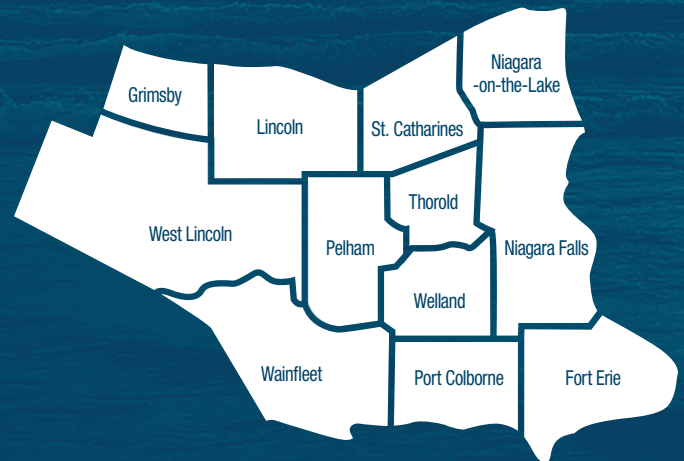 Niagara
-on-the-Lake
Grimsby
Lincoln
St. Catharines
Thorold
West Lincoln
Pelham
Niagara Falls
Welland
Wainfleet
Port Colborne
Fort Erie